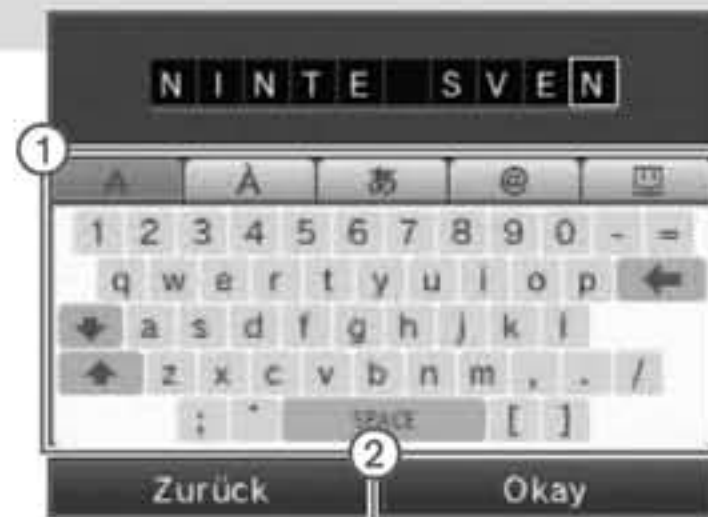 NINTE SVEN
1
A À あ @
1 2 3 4 5 6 7 8 9 0 - =
q w e r t y u i o p
a s d f g h j k l
z x c v b n m , . /
; ' SPACE [ ]
2
Zurück Okay